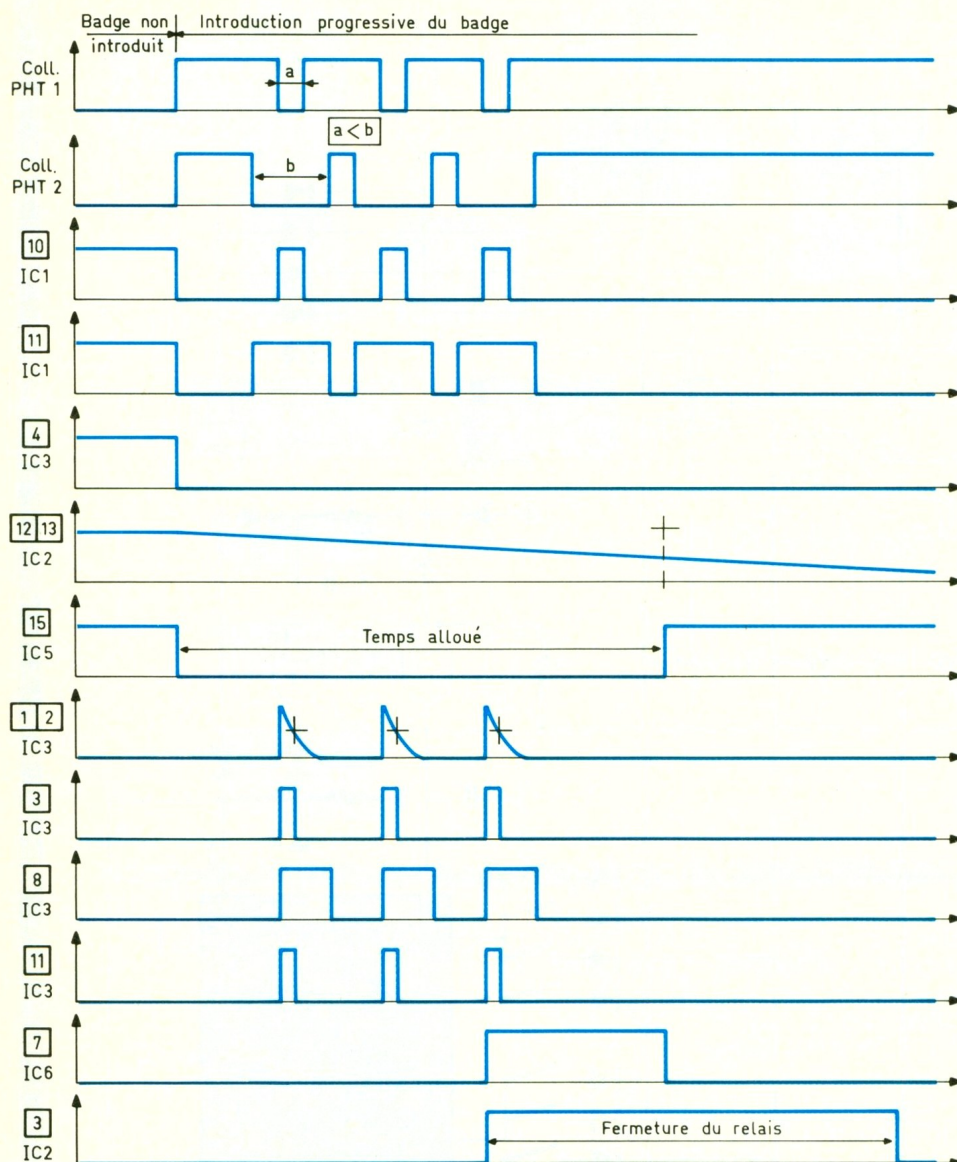 Badge non introduit
Introduction progressive du badge
Coll. PHT 1
a
a < b
Coll. PHT 2
b
10
IC1
11
IC1
4
IC3
12 13
IC2
15
IC5
Temps alloué
1 2
IC3
3
IC3
8
IC3
11
IC3
7
IC6
3
IC2
Fermeture du relais